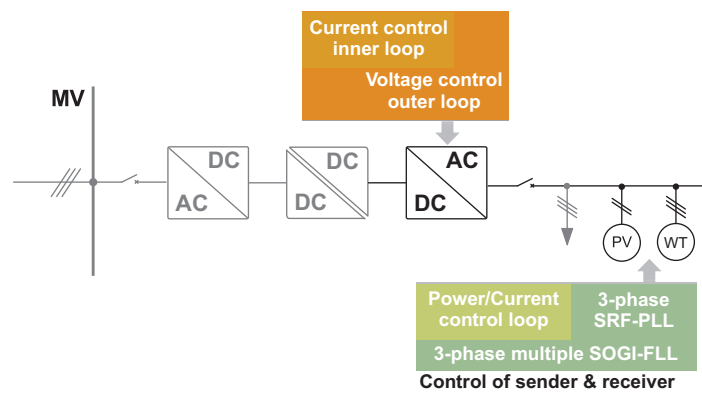 Current control
inner loop
Voltage control
outer loop
MV
DC
AC
DC
DC
AC
DC
PV
WT
Power/Current
control loop
3-phase
SRF-PLL
3-phase multiple SOGI-FLL
Control of sender & receiver